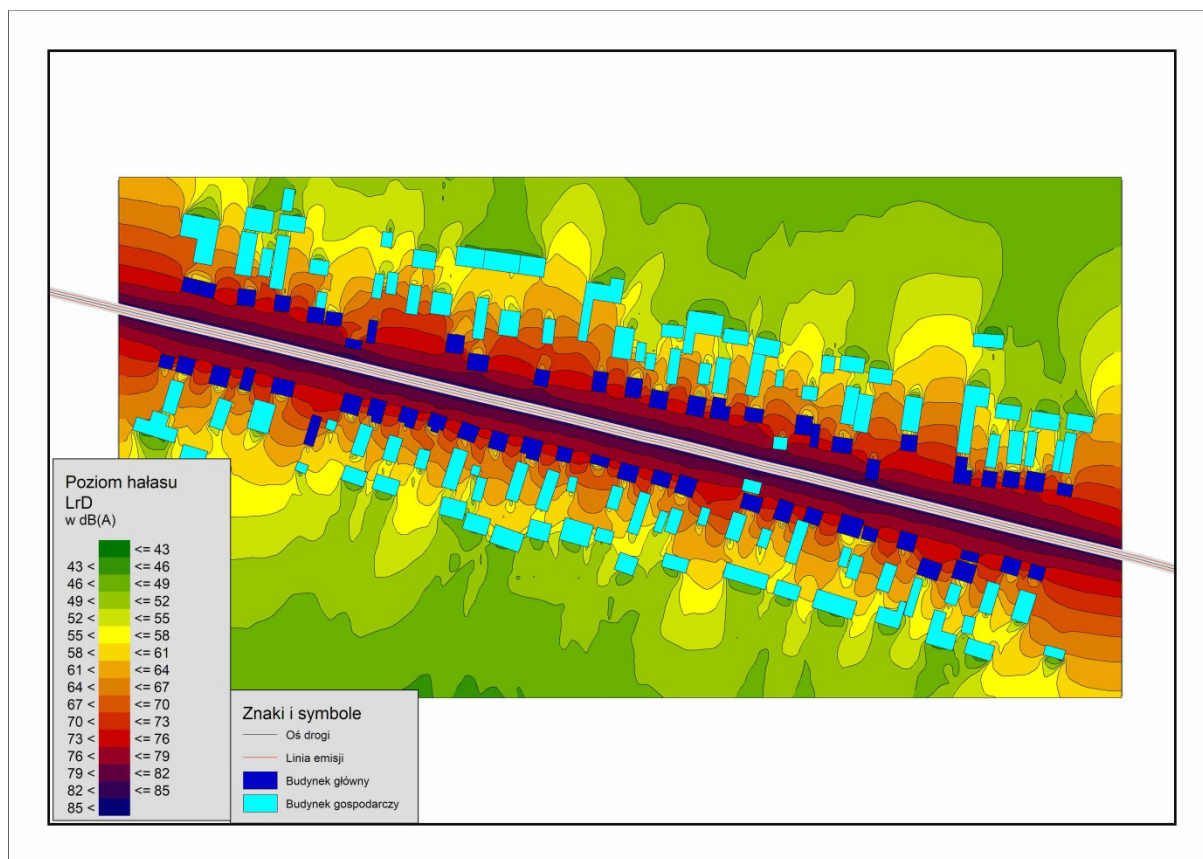 Poziom hałasu
LrD
w dB(A)
<= 43
43 < <= 46
46 < <= 49
49 < <= 52
52 < <= 55
55 < <= 58
58 < <= 61
61 < <= 64
64 < <= 67
67 < <= 70
70 < <= 73
73 < <= 76
76 < <= 79
79 < <= 82
82 < <= 85
85 <
Znaki i symbole
Oś drogi
Linia emisji
Budynek główny
Budynek gospodarczy